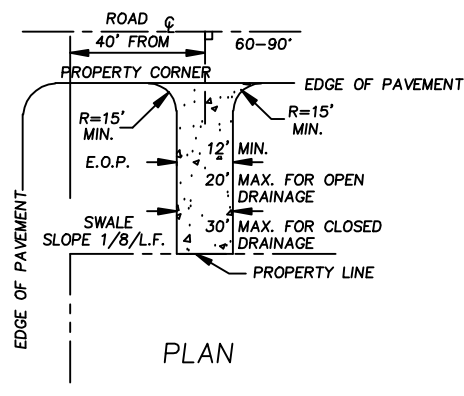 ROAD ℄
40' FROM
60-90°
PROPERTY CORNER
EDGE OF PAVEMENT
R=15'
MIN.
R=15'
MIN.
E.O.P.
12' MIN.
20' MAX. FOR OPEN
DRAINAGE
SWALE
SLOPE 1/8/L.F.
30' MAX. FOR CLOSED
DRAINAGE
EDGE OF PAVEMENT
PROPERTY LINE
PLAN